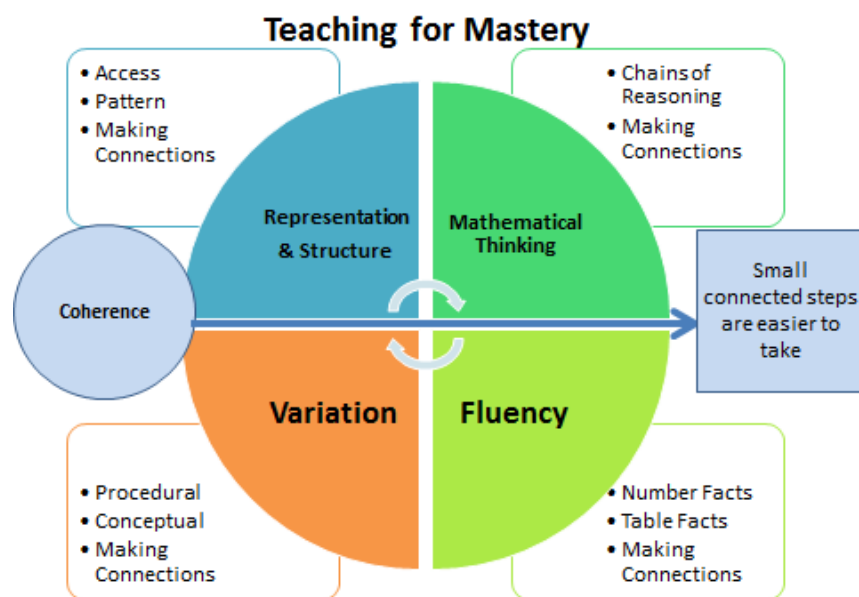 Teaching for Mastery
• Access
• Pattern
• Making
Connections
• Chains of
Reasoning
• Making
Connections
Representation
& Structure
Mathematical
Thinking
Coherence
Small
connected steps
are easier to
take
Variation
Fluency
• Procedural
• Conceptual
• Making
Connections
• Number Facts
• Table Facts
• Making
Connections